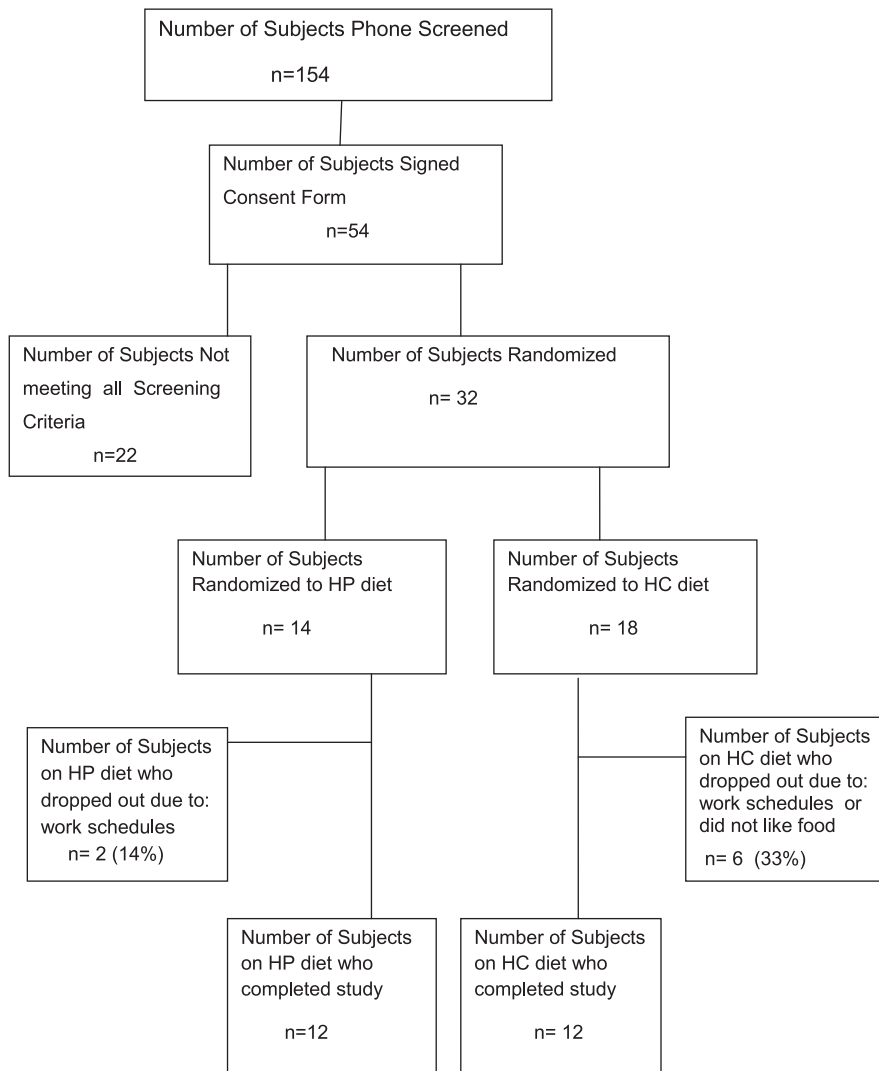 Number of Subjects Phone Screened
n=154
Number of Subjects Signed
Consent Form
n=54
Number of Subjects Not
meeting all Screening
Criteria
n=22
Number of Subjects Randomized
n= 32
Number of Subjects
Randomized to HP diet
n= 14
Number of Subjects
Randomized to HC diet
n= 18
Number of Subjects
on HP diet who
dropped out due to:
work schedules
n= 2 (14%)
Number of Subjects
on HC diet who
dropped out due to:
work schedules or
did not like food
n= 6 (33%)
Number of Subjects
on HP diet who
completed study
n=12
Number of Subjects
on HC diet who
completed study
n= 12